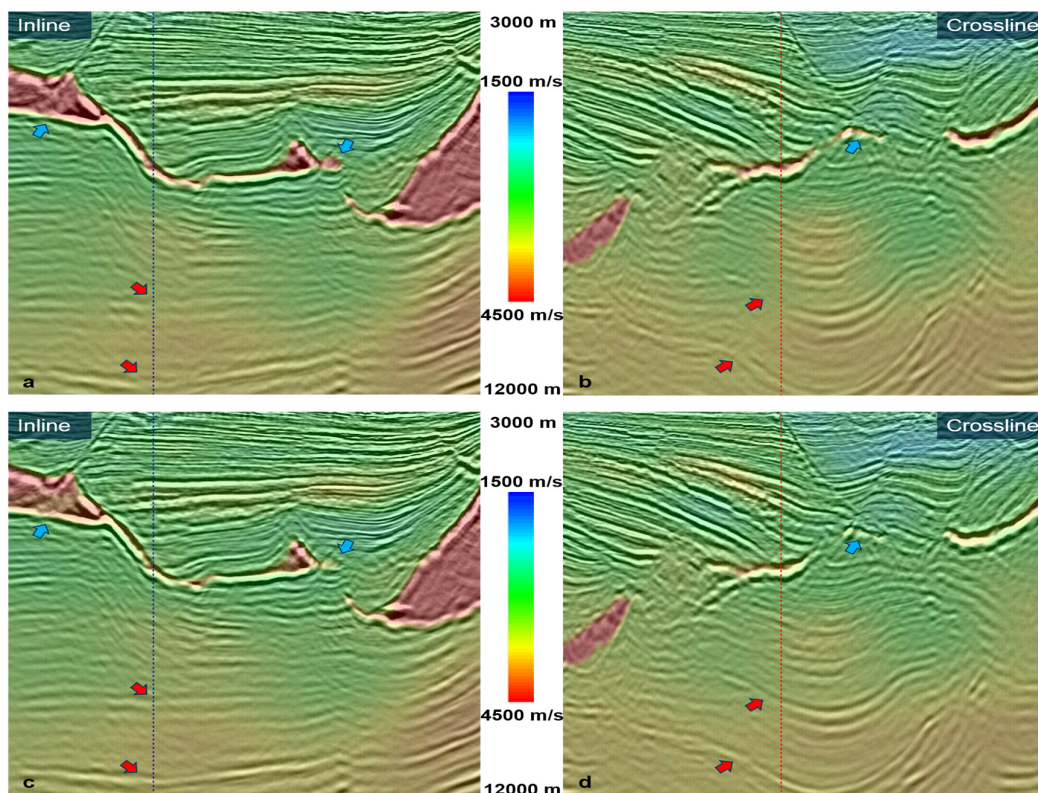 Inline
3000 m
Crossline
1500 m/s
4500 m/s
a
12000 m
b
Inline
3000 m
Crossline
1500 m/s
4500 m/s
c
12000 m
d